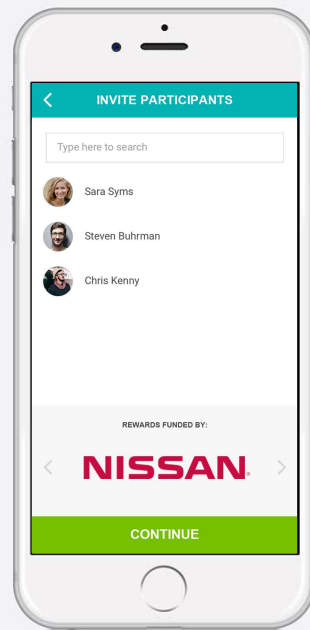 INVITE PARTICIPANTS
Type here to search
Sara Syms
Steven Buhrman
Chris Kenny
REWARDS FUNDED BY:
NISSAN
CONTINUE